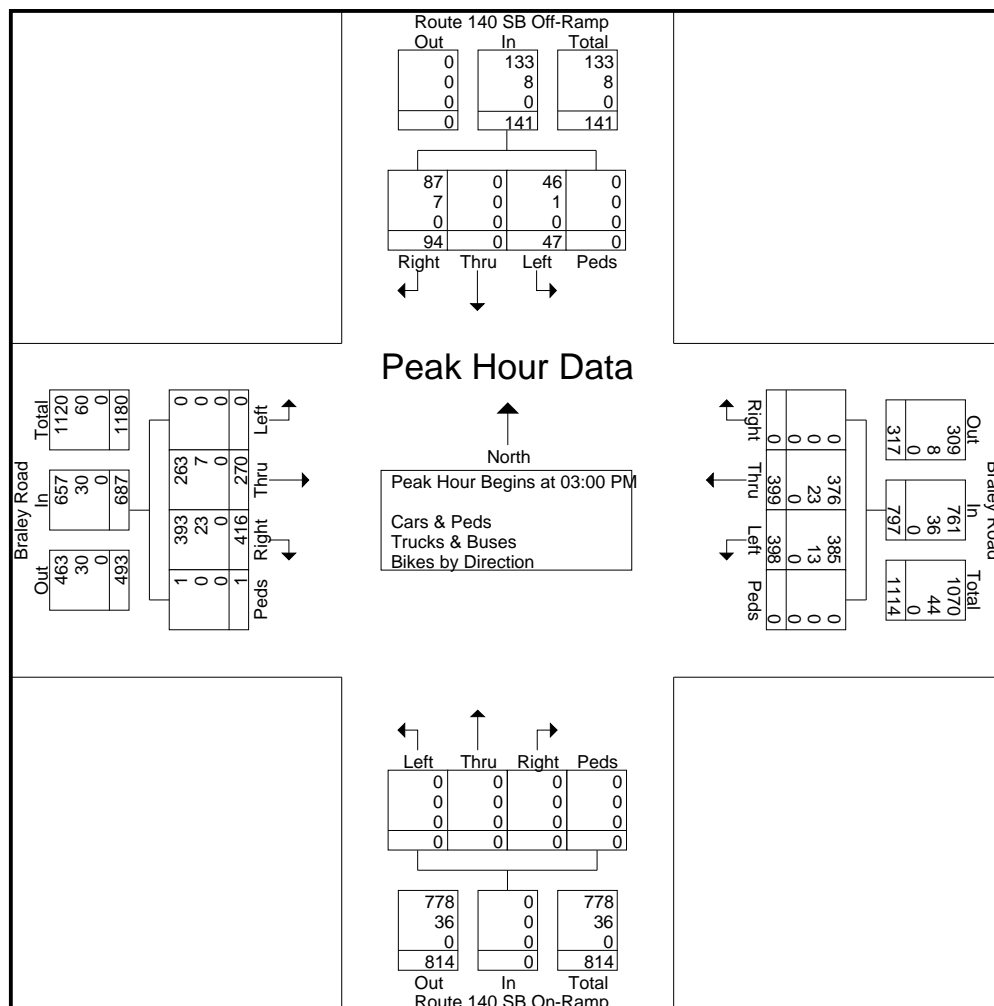 Route 140 SB Off-Ramp
Out In Total
0 133 133
0 8 8
0 0 0
0 141 141
87 0 46 0
7 0 1 0
0 0 0 0
94 0 47 0
Right Thru Left Peds
Peak Hour Data
North
Peak Hour Begins at 03:00 PM
Cars & Peds
Trucks & Buses
Bikes by Direction
Braley Road
Out In Total
463 657 1120
30 30 60
0 0 0
493 687 1180
Peds Right Thru Left
1 393 263 0
0 23 7 0
0 0 0 0
1 416 270 0
Right Thru Left Peds
0 376 385 0
0 23 13 0
0 0 0 0
0 399 398 0
Braley Road
Out In Total
309 761 1070
8 36 44
0 0 0
317 797 1114
Left Thru Right Peds
0 0 0 0
0 0 0 0
0 0 0 0
0 0 0 0
778 0 778
36 0 36
0 0 0
814 0 814
Out In Total
Route 140 SB On-Ramp